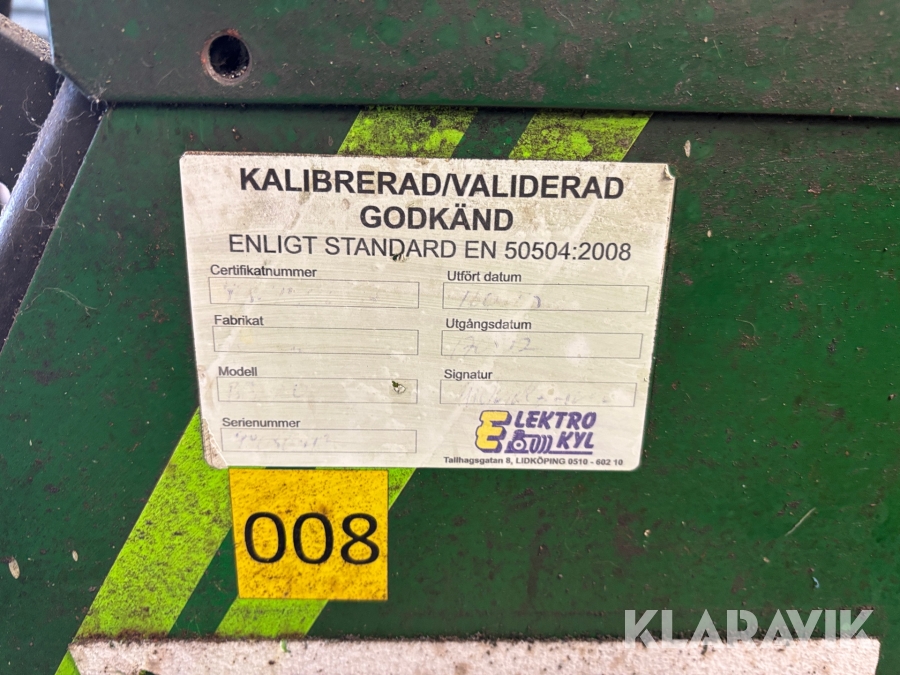 KALIBRERAD/VALIDERAD
GODKÄND
ENLIGT STANDARD EN 50504:2008
Certifikatnummer
Utfört datum
Fabrikat
Utgångsdatum
Modell
Signatur
Serienummer
ELEKTRO
KYL
Tallhagsgatan 8, LIDKÖPING 0510 - 602 10
008
KLARAVIK